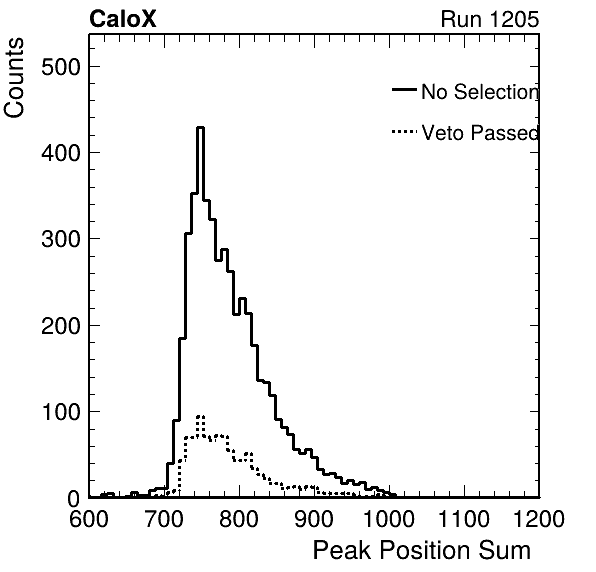 CaloX Run 1205
Counts
500
400
300
200
100
0
No Selection
Veto Passed
600 700 800 900 1000 1100 1200
Peak Position Sum